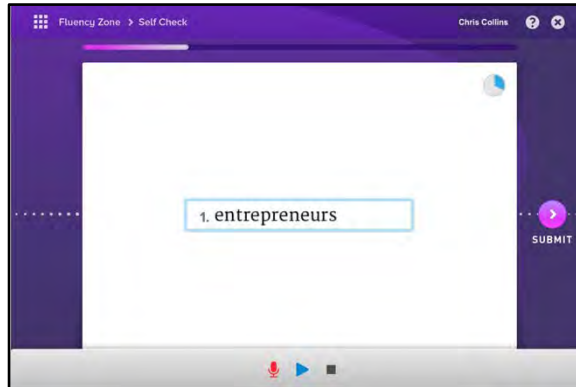 Fluency Zone > Self Check
Chris Collins
?
1. entrepreneurs
SUBMIT